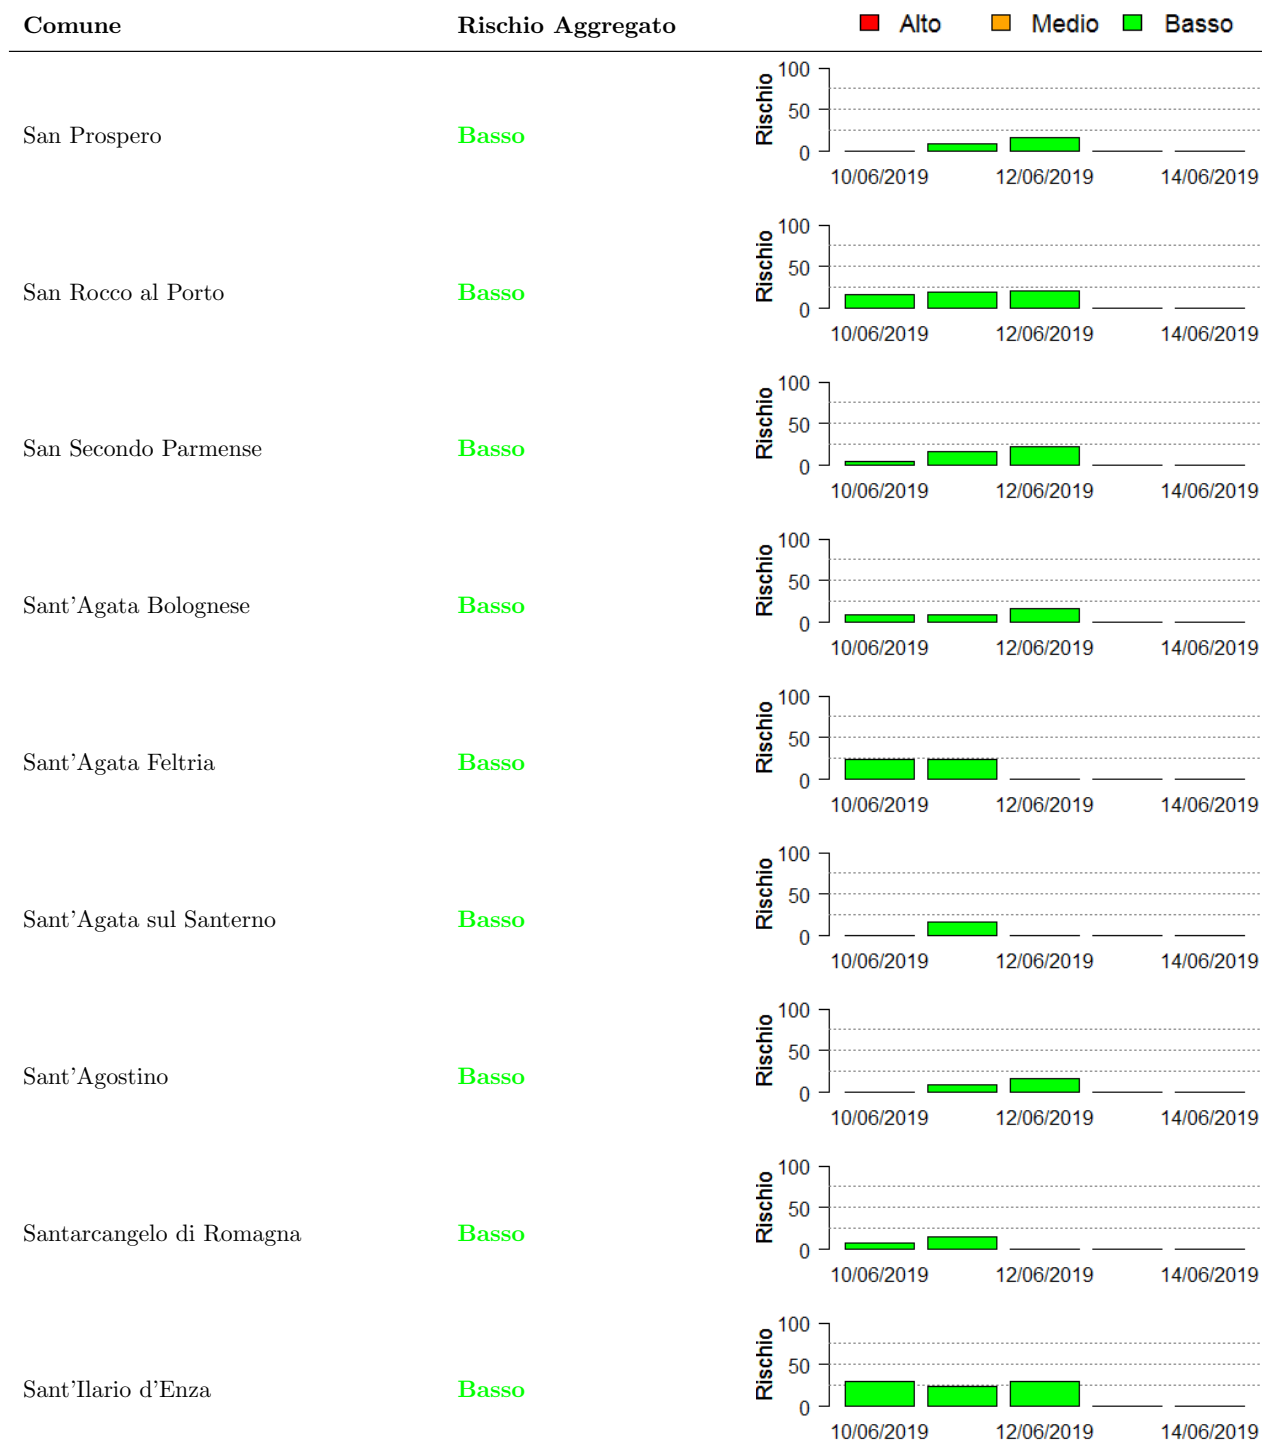 Comune Rischio Aggregato Alto Medio Basso
100
50
0
Rischio
San Prospero Basso
10/06/2019 12/06/2019 14/06/2019
100
50
0
Rischio
San Rocco al Porto Basso
10/06/2019 12/06/2019 14/06/2019
100
50
0
Rischio
San Secondo Parmense Basso
10/06/2019 12/06/2019 14/06/2019
100
50
0
Rischio
Sant'Agata Bolognese Basso
10/06/2019 12/06/2019 14/06/2019
100
50
0
Rischio
Sant'Agata Feltria Basso
10/06/2019 12/06/2019 14/06/2019
100
50
0
Rischio
Sant'Agata sul Santerno Basso
10/06/2019 12/06/2019 14/06/2019
100
50
0
Rischio
Sant'Agostino Basso
10/06/2019 12/06/2019 14/06/2019
100
50
0
Rischio
Santarcangelo di Romagna Basso
10/06/2019 12/06/2019 14/06/2019
100
50
0
Rischio
Sant'Ilario d'Enza Basso
10/06/2019 12/06/2019 14/06/2019